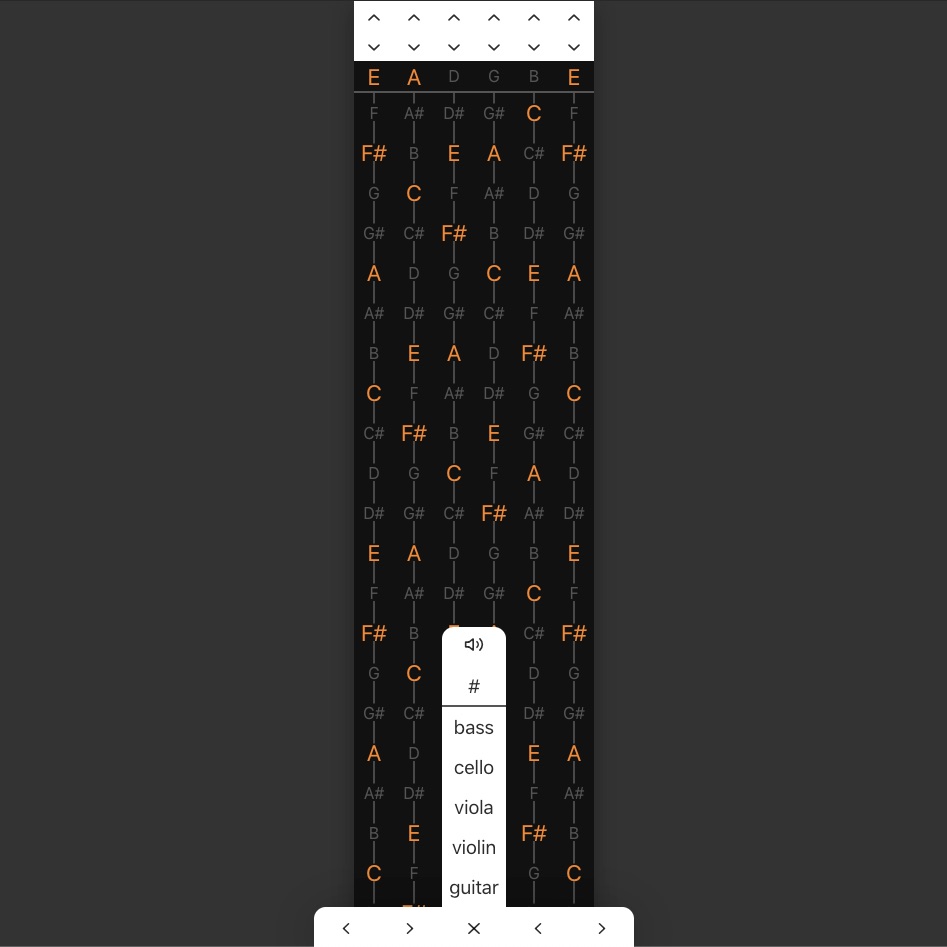 E A D G B E
F A# D# G# C F
F# B E A C# F#
G C F A# D G
G# C# F# B D# G#
A D G C E A
A# D# G# C# F A#
B E A D F# B
C F A# D# G C
C# F# B E G# C#
D G C F A D
D# G# C# F# A# D#
E A D G B E
F A# D# G# C F
F# B C# F#
G C D G
#
G# C# D# G#
bass
A D E A
cello
A# D# F A#
viola
B E F# B
violin
C F G C
guitar